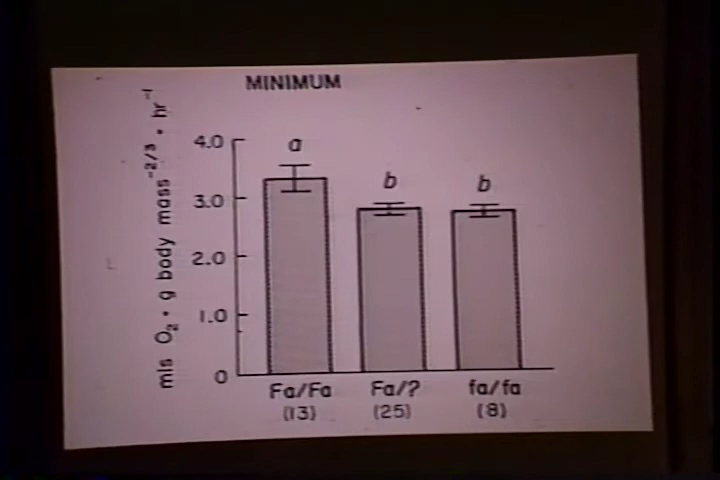 MINIMUM
mls O₂ · g body mass⁻²/³ · hr⁻¹
4.0
3.0
2.0
1.0
0
a
b
b
Fa/Fa
Fa/?
fa/fa
(13)
(25)
(8)